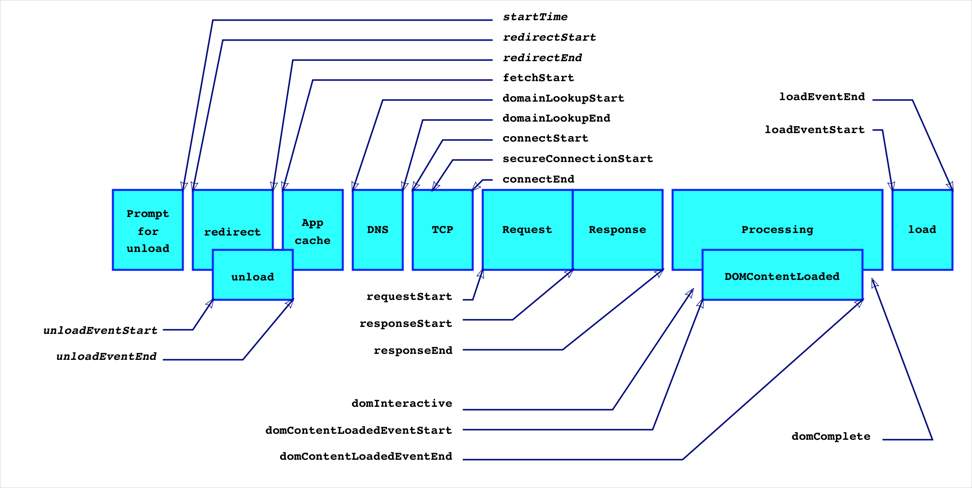 startTime
redirectStart
redirectEnd
fetchStart
domainLookupStart
domainLookupEnd
connectStart
secureConnectionStart
connectEnd
loadEventEnd
loadEventStart
Prompt
for
unload
redirect
App
cache
DNS
TCP
Request
Response
Processing
load
unload
DOMContentLoaded
requestStart
responseStart
responseEnd
unloadEventStart
unloadEventEnd
domInteractive
domContentLoadedEventStart
domContentLoadedEventEnd
domComplete